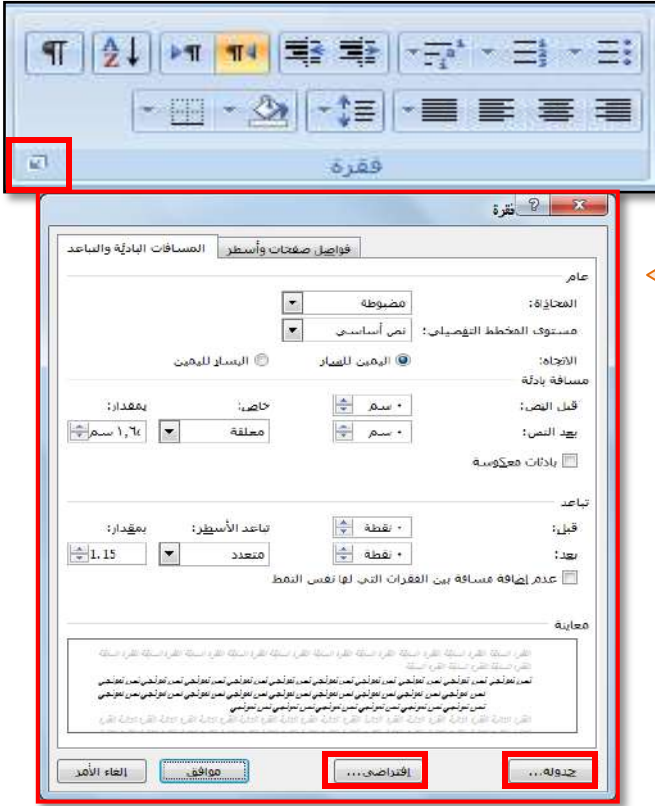 فقرة
فقرة
المسافات البادئة والتباعد فواصل صفحات وأسطر
عام
المحاذاة: مضبوطة
مستوى المخطط التفصيلي: نص أساسي
الاتجاه: اليمين لليسار اليسار لليمين
مسافة بادئة
قبل النص: ٠ سم خاص: بمقدار:
بعد النص: ٠ سم معلقة ١,٦٤ سم
بادئات معكوسة
تباعد
قبل: ٠ نقطة تباعد الأسطر: بمقدار:
بعد: ٠ نقطة متعدد 1.15
عدم إضافة مسافة بين الفقرات التي لها نفس النمط
معاينة
جدولة... إفتراضي... موافق إلغاء الأمر